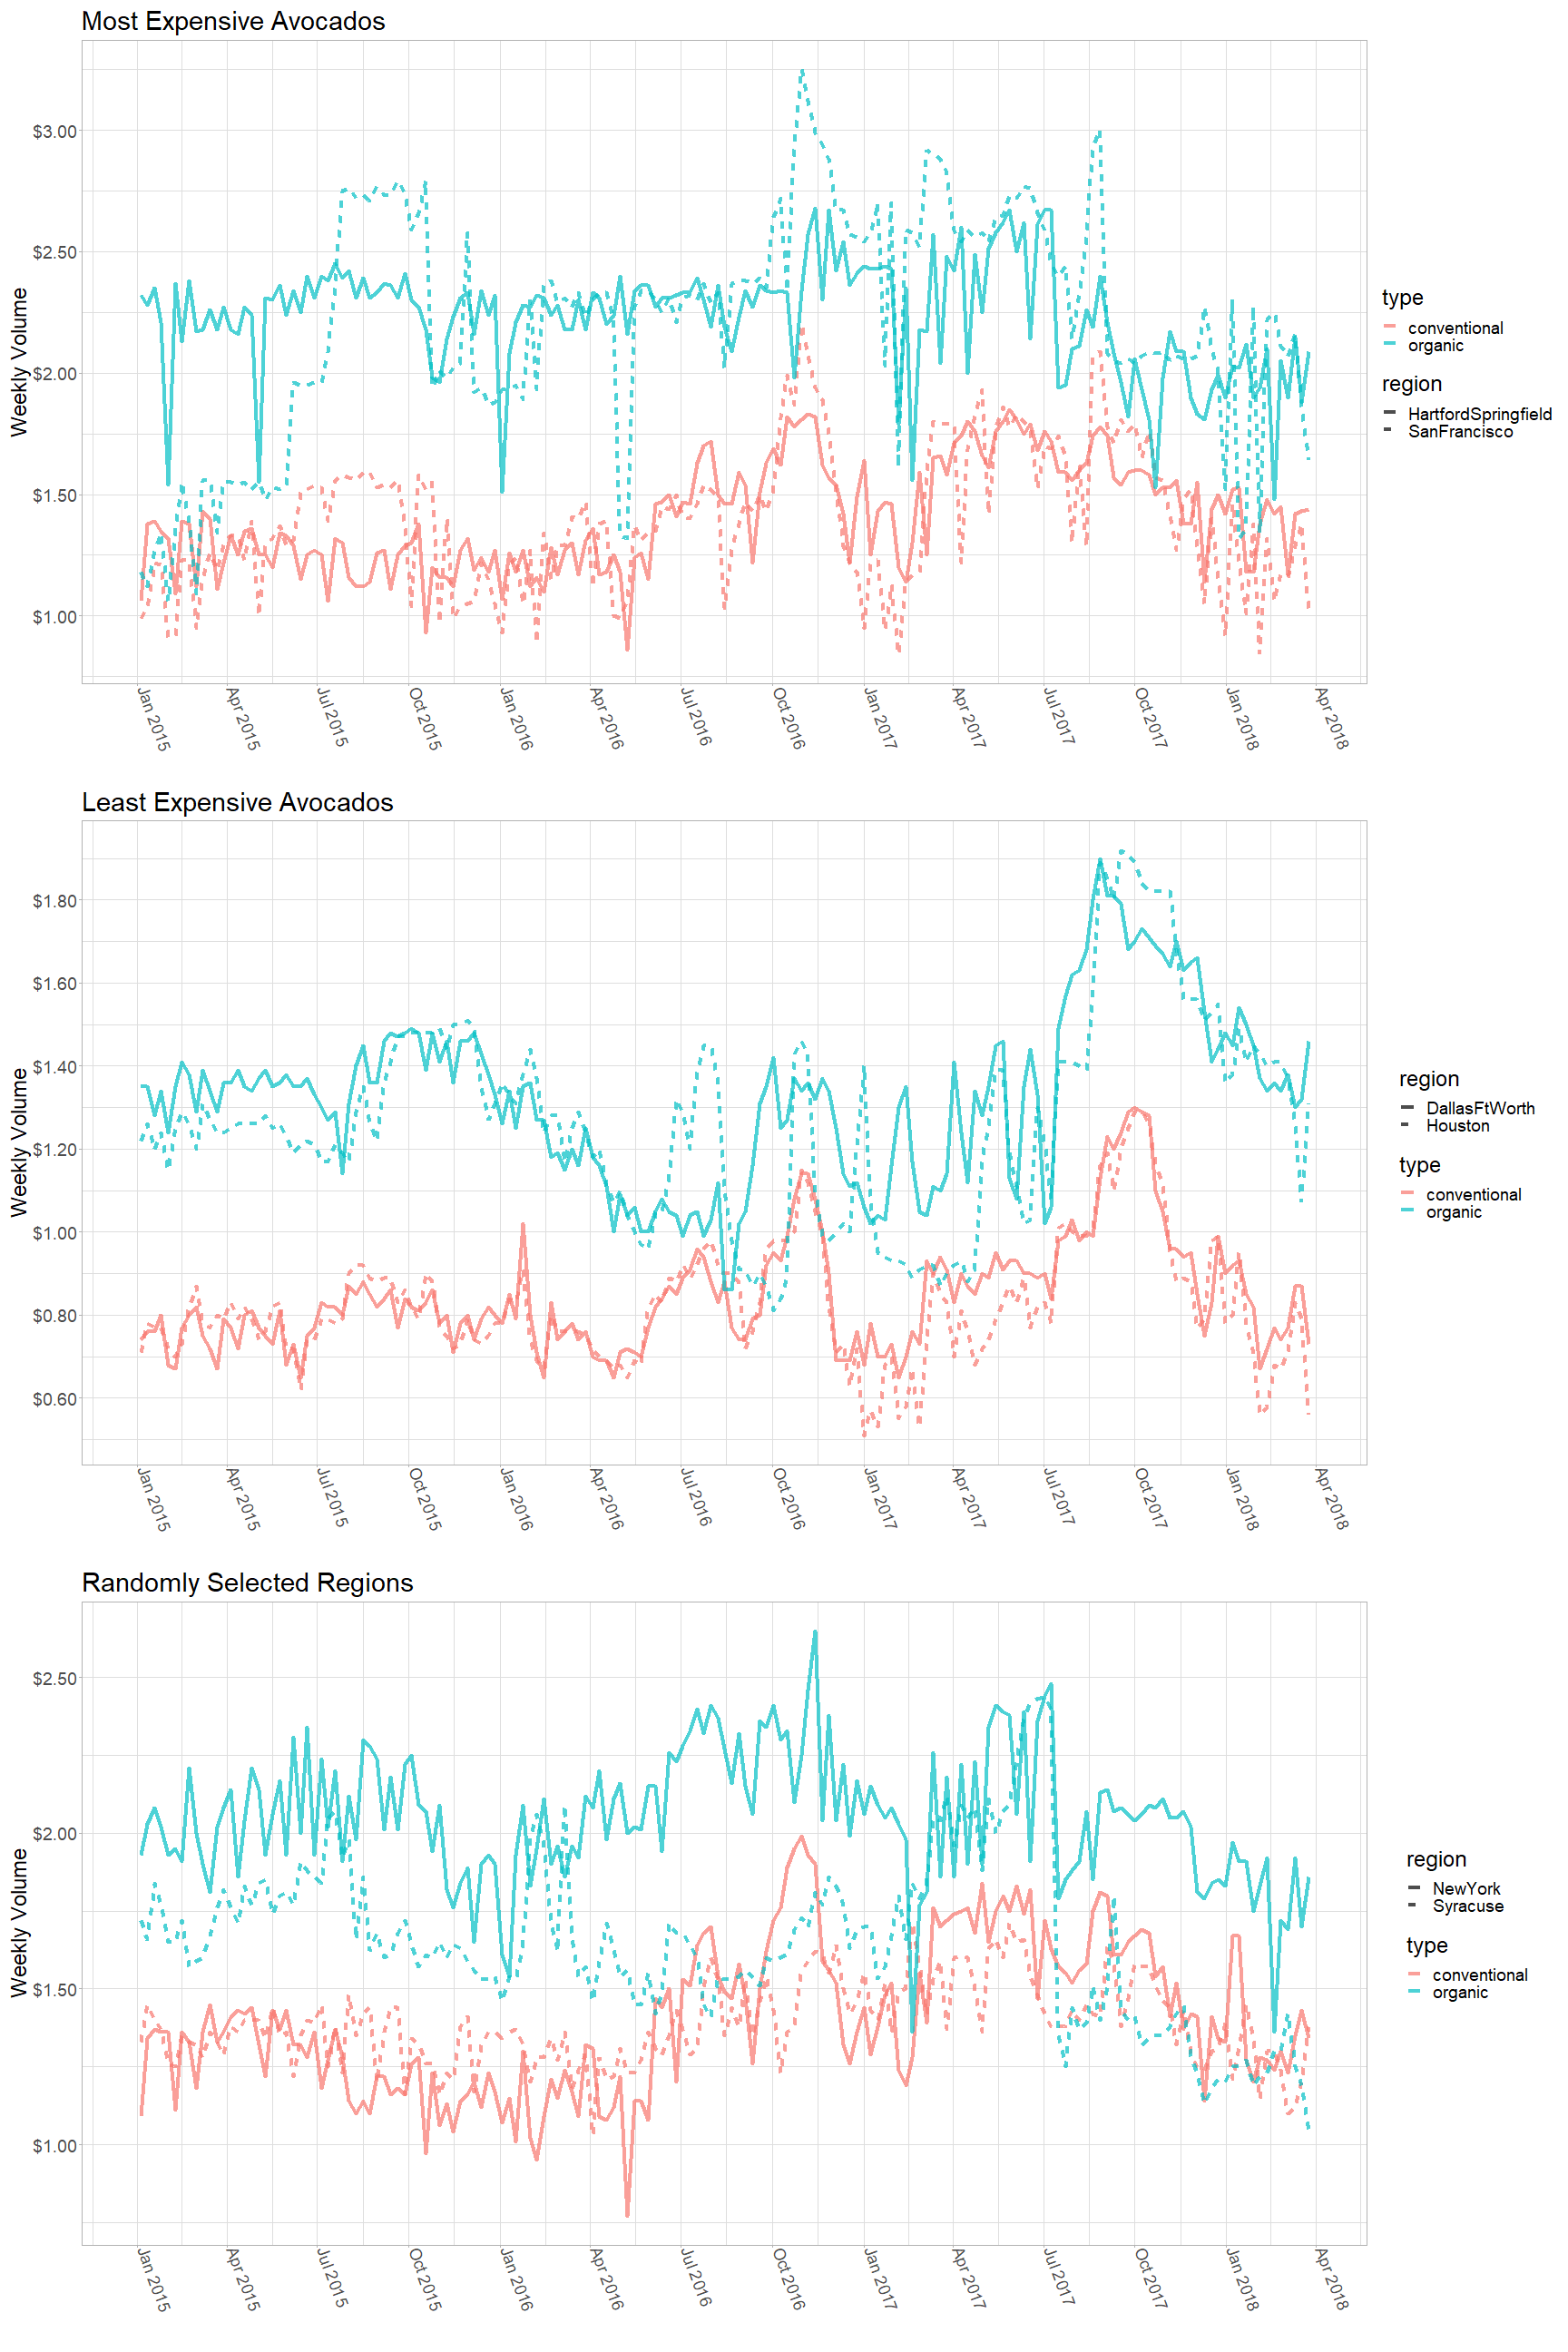 Most Expensive Avocados
Weekly Volume
$3.00
$2.50
$2.00
$1.50
$1.00
Jan 2015
Apr 2015
Jul 2015
Oct 2015
Jan 2016
Apr 2016
Jul 2016
Oct 2016
Jan 2017
Apr 2017
Jul 2017
Oct 2017
Jan 2018
Apr 2018
type
conventional
organic
region
HartfordSpringfield
SanFrancisco
Least Expensive Avocados
Weekly Volume
$1.80
$1.60
$1.40
$1.20
$1.00
$0.80
$0.60
Jan 2015
Apr 2015
Jul 2015
Oct 2015
Jan 2016
Apr 2016
Jul 2016
Oct 2016
Jan 2017
Apr 2017
Jul 2017
Oct 2017
Jan 2018
Apr 2018
region
DallasFtWorth
Houston
type
conventional
organic
Randomly Selected Regions
Weekly Volume
$2.50
$2.00
$1.50
$1.00
Jan 2015
Apr 2015
Jul 2015
Oct 2015
Jan 2016
Apr 2016
Jul 2016
Oct 2016
Jan 2017
Apr 2017
Jul 2017
Oct 2017
Jan 2018
Apr 2018
region
NewYork
Syracuse
type
conventional
organic